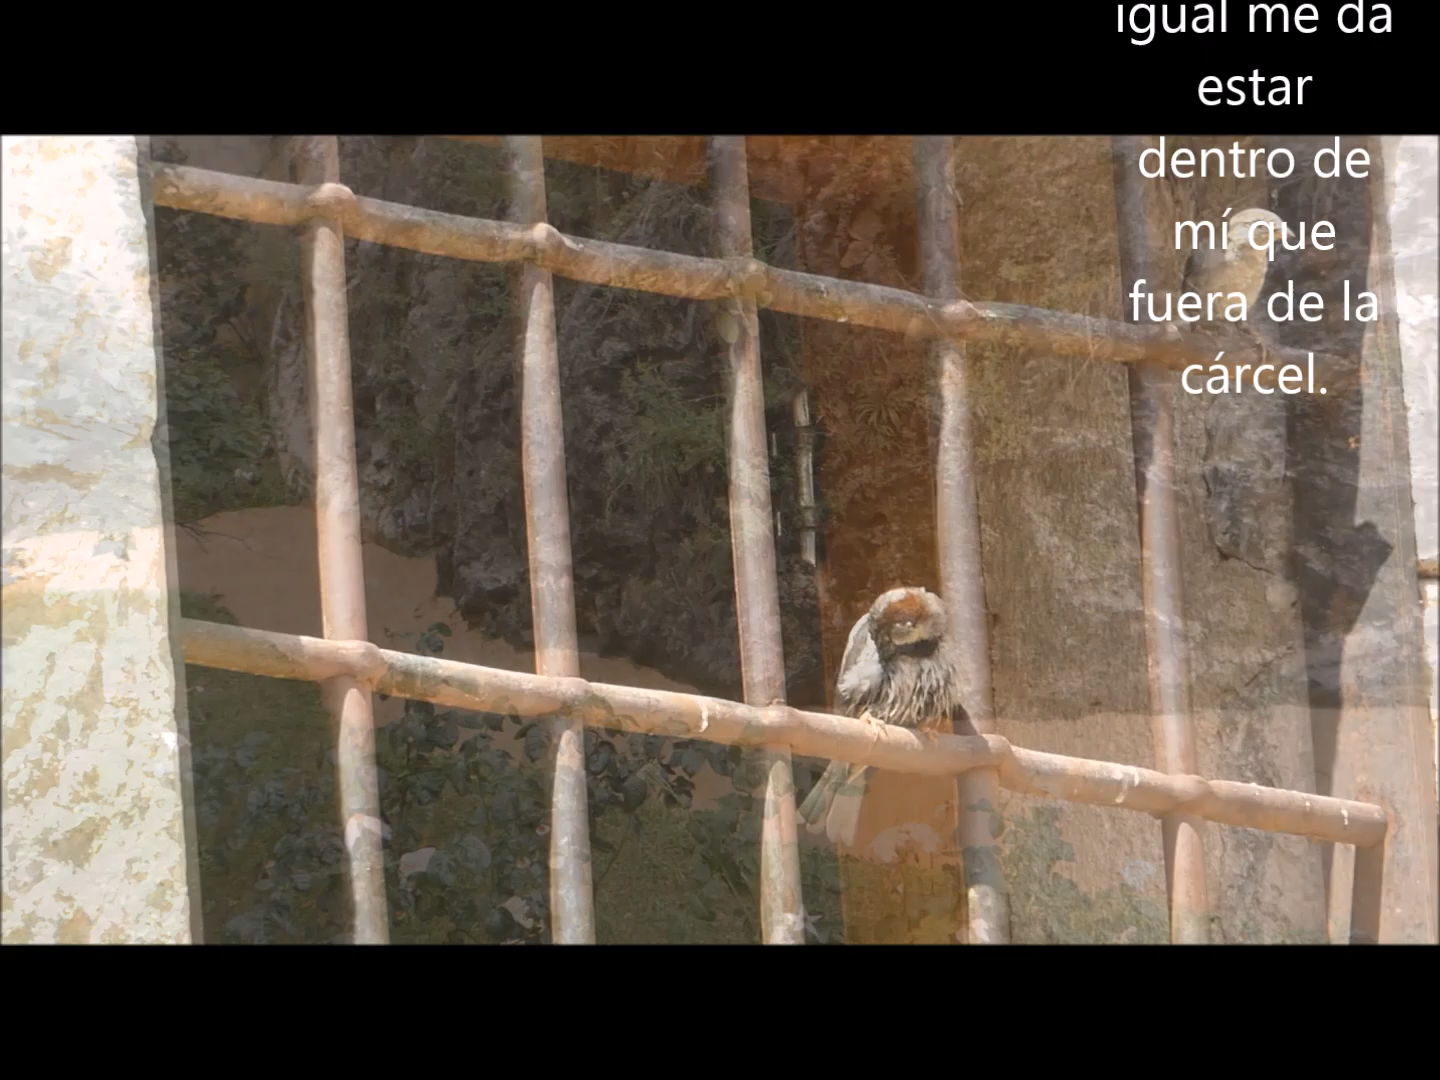 igual me da
estar
dentro de
mí que
fuera de la
cárcel.